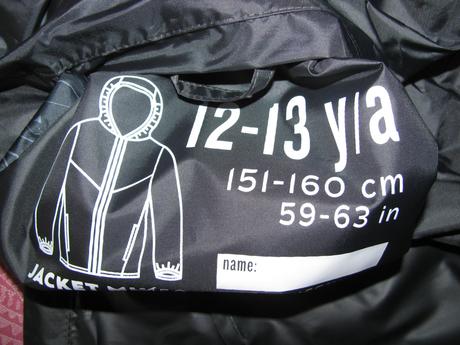 12-13 y/a
151-160 cm
59-63 in
name:
JACKET